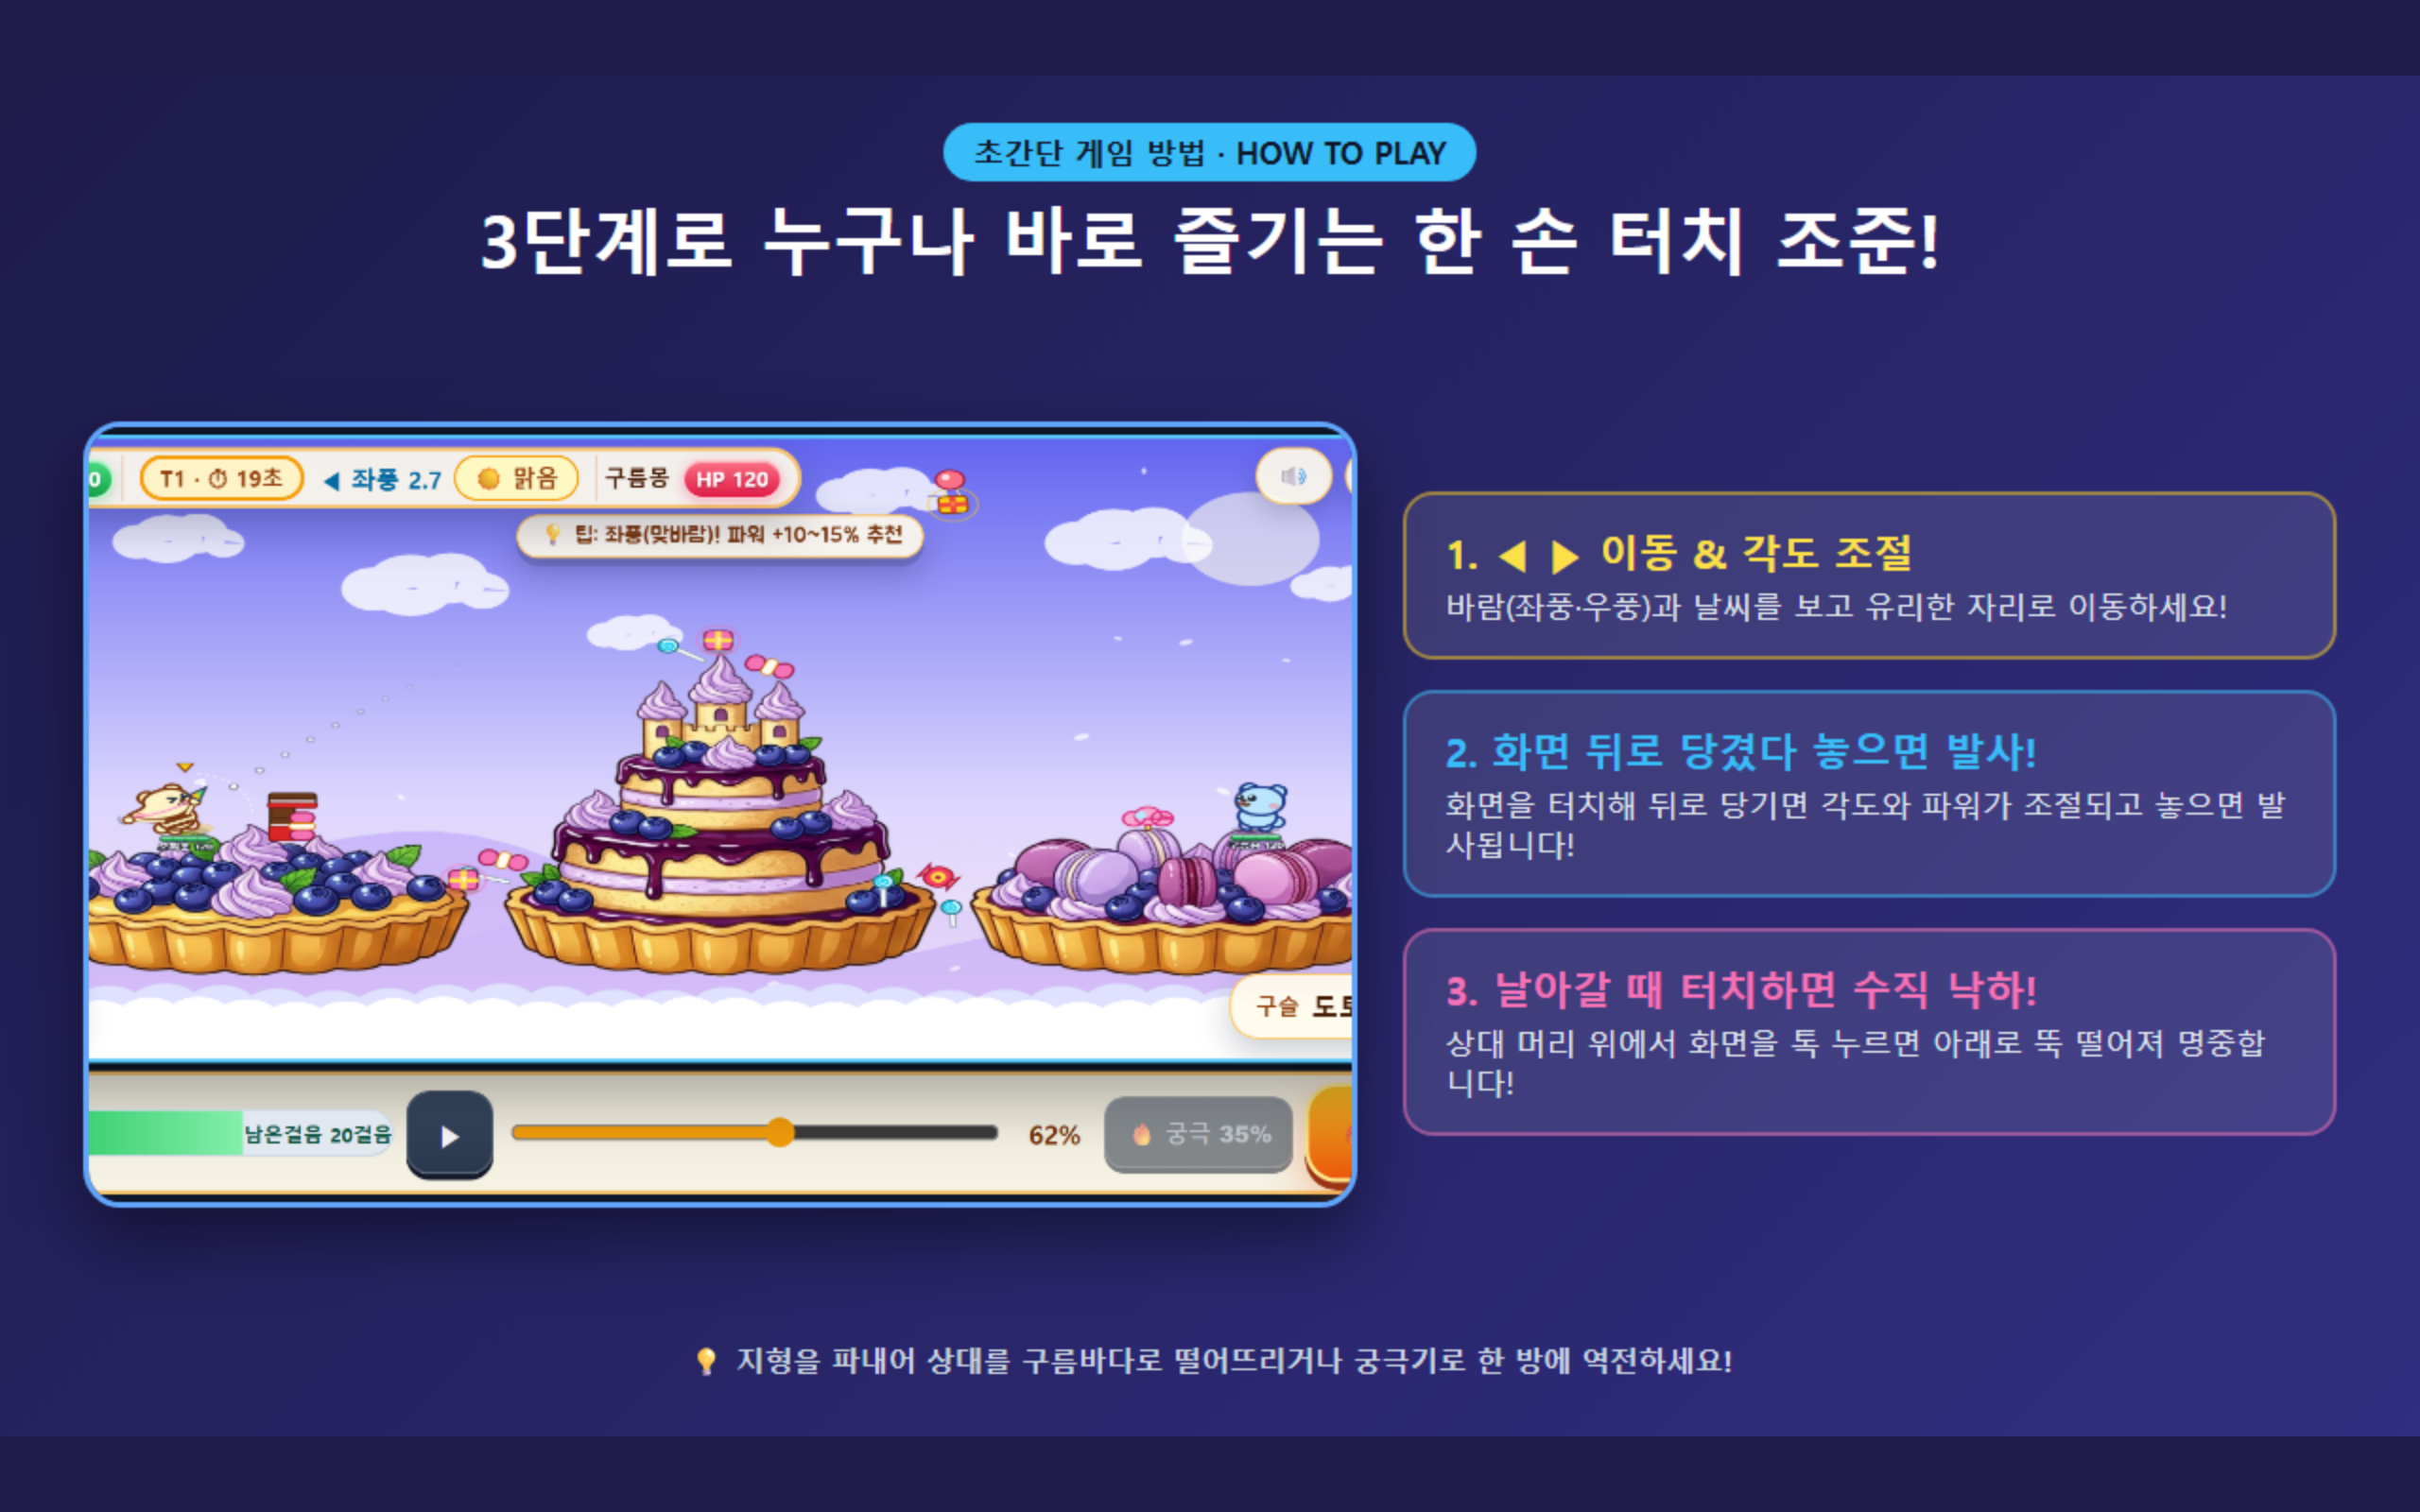 초간단 게임 방법 · HOW TO PLAY
3단계로 누구나 바로 즐기는 한 손 터치 조준!
T1 · ⏱ 19초 ◀ 좌풍 2.7 맑음 구름몽 HP 120
팁: 좌풍(맞바람)! 파워 +10~15% 추천
구슬
남은걸음 20걸음 ▶ 62% 궁극 35%
1. ◀ ▶ 이동 & 각도 조절
바람(좌풍·우풍)과 날씨를 보고 유리한 자리로 이동하세요!
2. 화면 뒤로 당겼다 놓으면 발사!
화면을 터치해 뒤로 당기면 각도와 파워가 조절되고 놓으면 발
사됩니다!
3. 날아갈 때 터치하면 수직 낙하!
상대 머리 위에서 화면을 톡 누르면 아래로 뚝 떨어져 명중합
니다!
💡 지형을 파내어 상대를 구름바다로 떨어뜨리거나 궁극기로 한 방에 역전하세요!